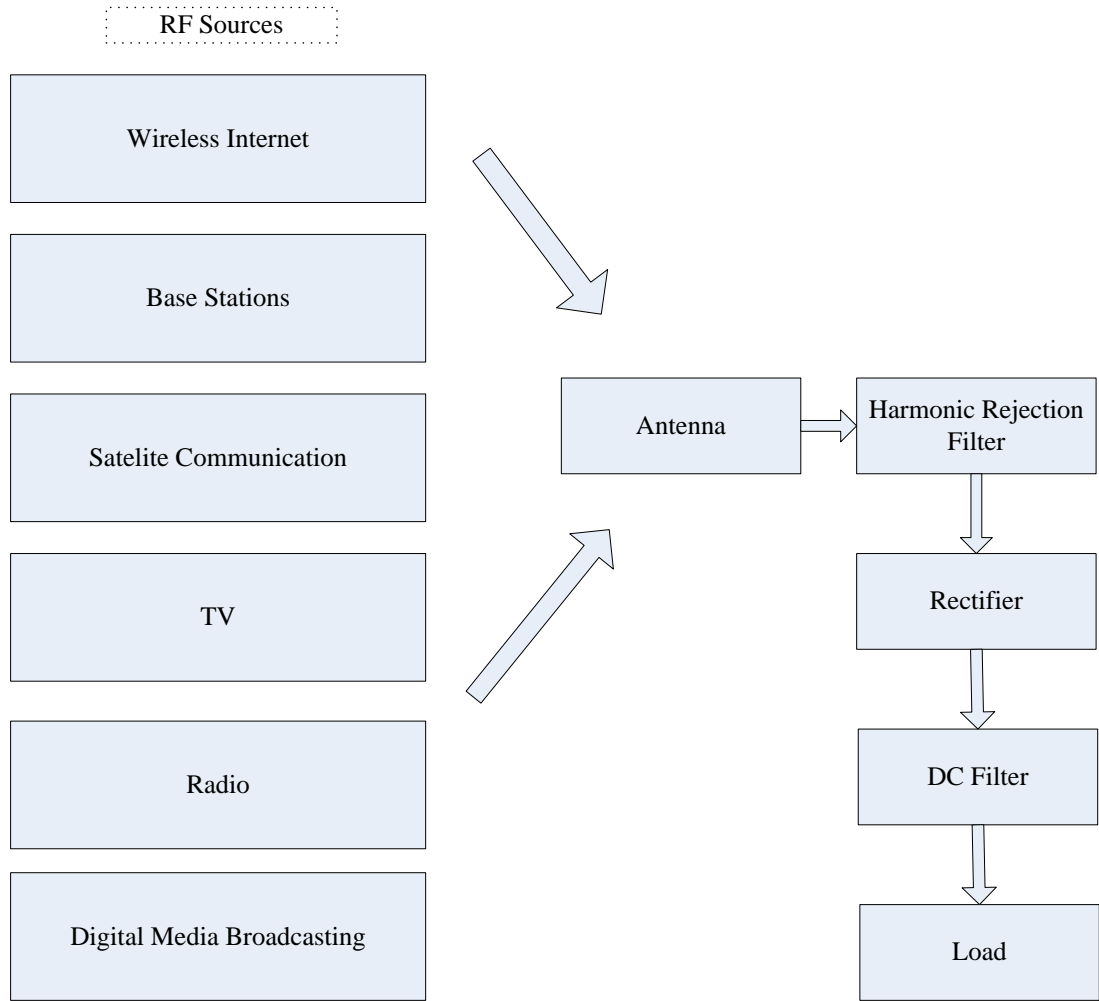 RF Sources
Wireless Internet
Base Stations
Satelite Communication
TV
Radio
Digital Media Broadcasting
Antenna
Harmonic Rejection
Filter
Rectifier
DC Filter
Load